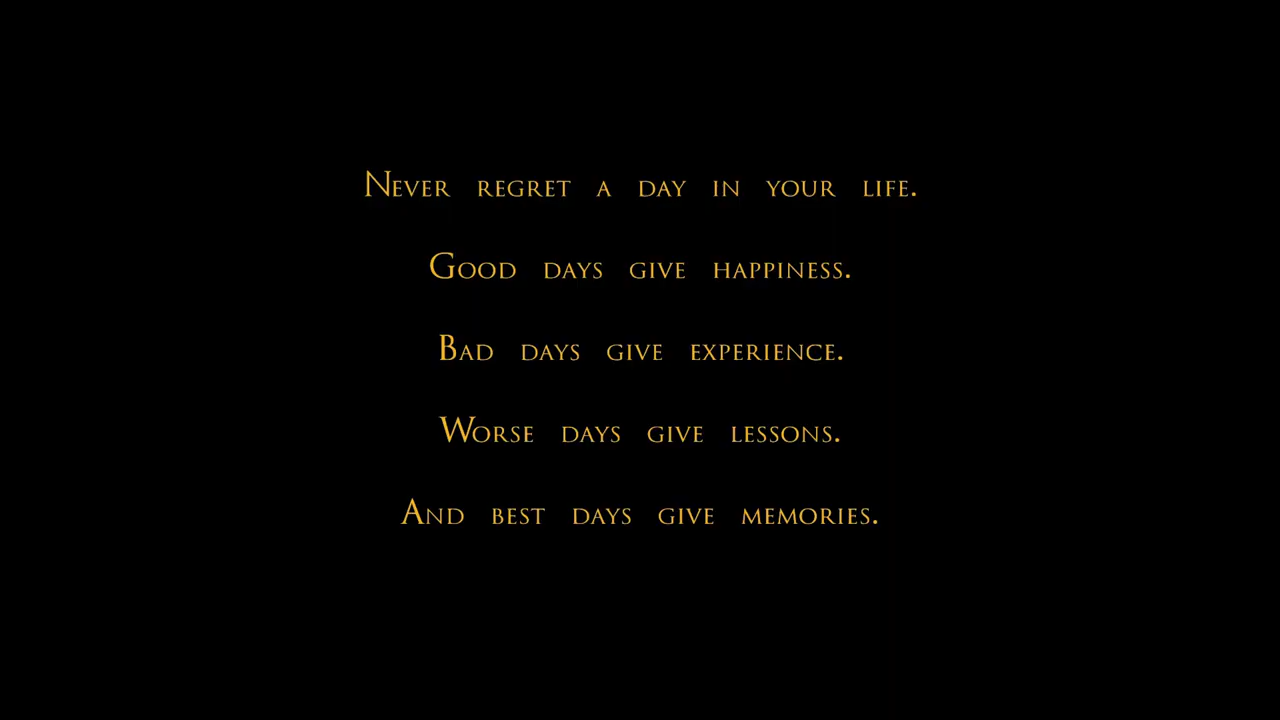 Never regret a day in your life.
Good days give happiness.
Bad days give experience.
Worse days give lessons.
And best days give memories.